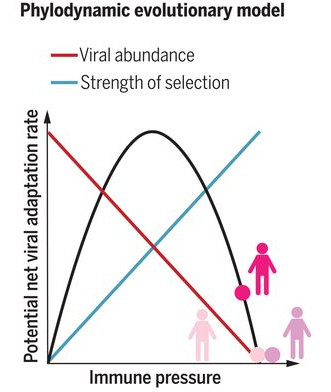 Phylodynamic evolutionary model
Viral abundance
Strength of selection
Potential net viral adaptation rate
Immune pressure